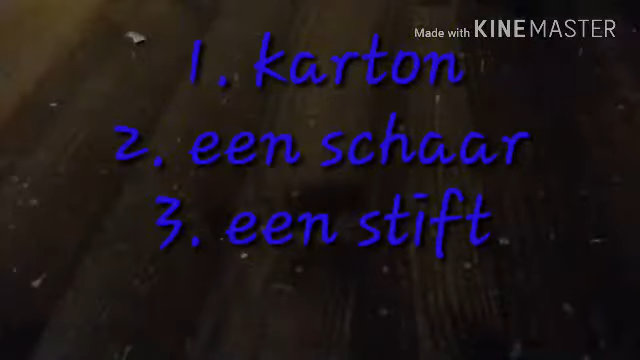 Made with KINEMASTER
1. karton
2. een schaar
3. een stift